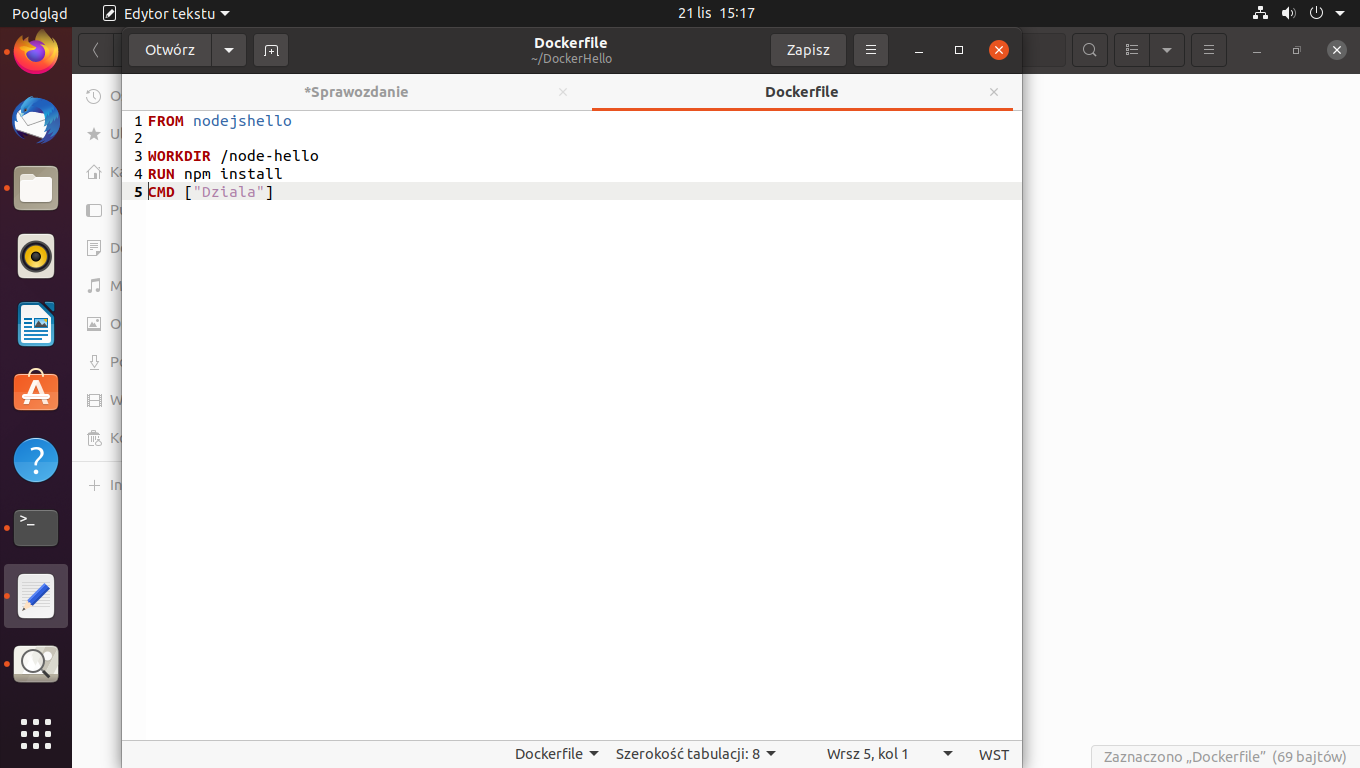 Podgląd
Edytor tekstu
21 lis 15:17
Otwórz
Dockerfile
~/DockerHello
Zapisz
*Sprawozdanie
Dockerfile
1 FROM nodejshello
2
3 WORKDIR /node-hello
4 RUN npm install
5 CMD ["Dziala"]
Dockerfile
Szerokość tabulacji: 8
Wrsz 5, kol 1
WST
Zaznaczono „Dockerfile” (69 bajtów)